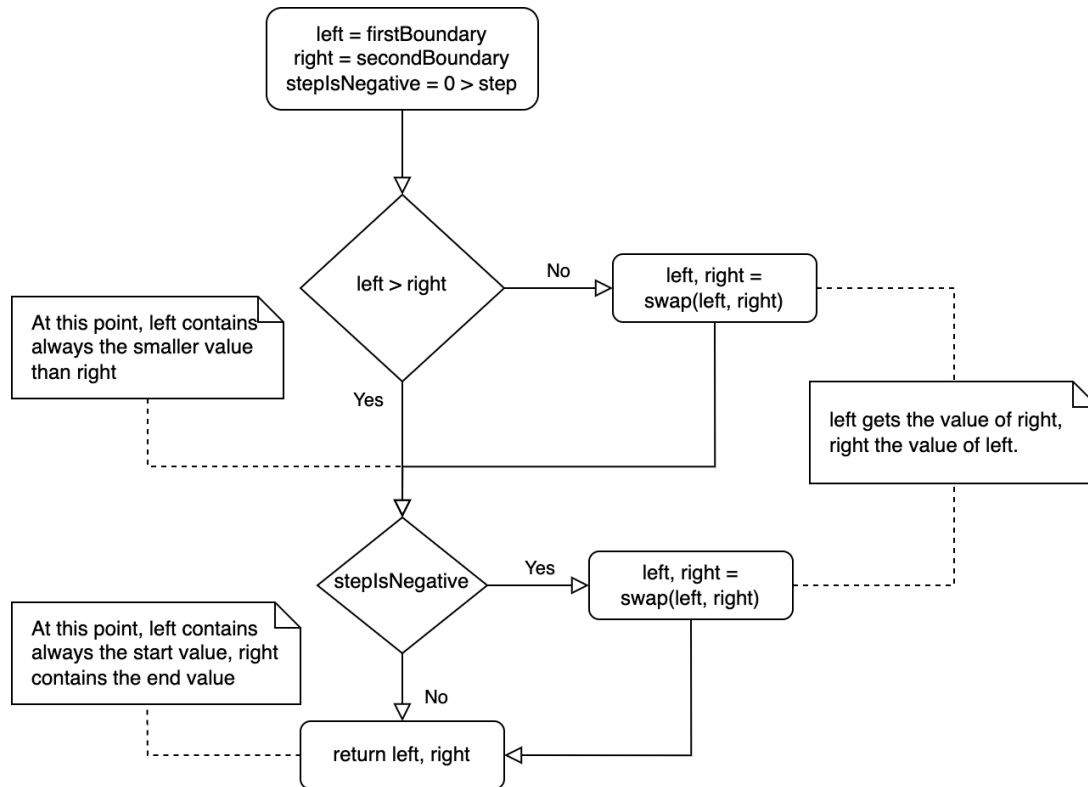 left = firstBoundary
right = secondBoundary
stepIsNegative = 0 > step
left > right
No
left, right =
swap(left, right)
At this point, left contains
always the smaller value
than right
Yes
left gets the value of right,
right the value of left.
stepIsNegative
Yes
left, right =
swap(left, right)
At this point, left contains
always the start value, right
contains the end value
No
return left, right